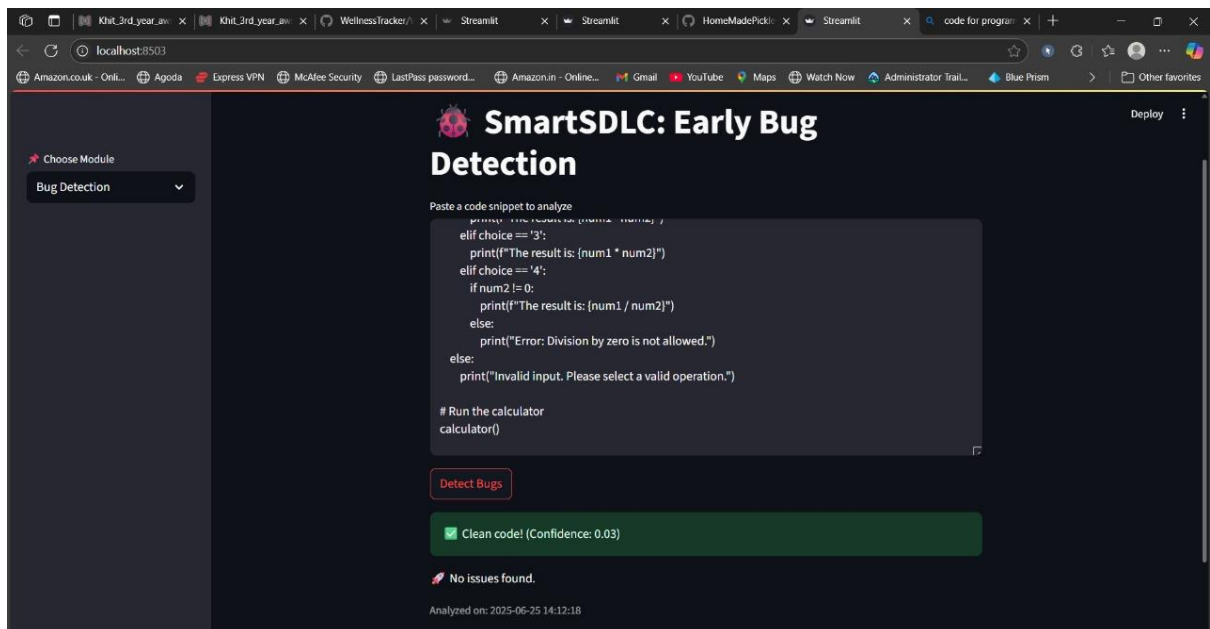 Khit_3rd_year_aw
Khit_3rd_year_aw
WellnessTracker/
Streamlit
Streamlit
HomeMadePickle
Streamlit
code for program
localhost:8503
Amazon.co.uk - Onli...
Agoda
Express VPN
McAfee Security
LastPass password...
Amazon.in - Online...
Gmail
YouTube
Maps
Watch Now
Administrator Trail...
Blue Prism
Other favorites
Deploy
Choose Module
Bug Detection
SmartSDLC: Early Bug
Detection
Paste a code snippet to analyze
elif choice == '3':
print(f"The result is: {num1 * num2}")
elif choice == '4':
if num2 != 0:
print(f"The result is: {num1 / num2}")
else:
print("Error: Division by zero is not allowed.")
else:
print("Invalid input. Please select a valid operation.")
# Run the calculator
calculator()
Detect Bugs
Clean code! (Confidence: 0.03)
No issues found.
Analyzed on: 2025-06-25 14:12:18